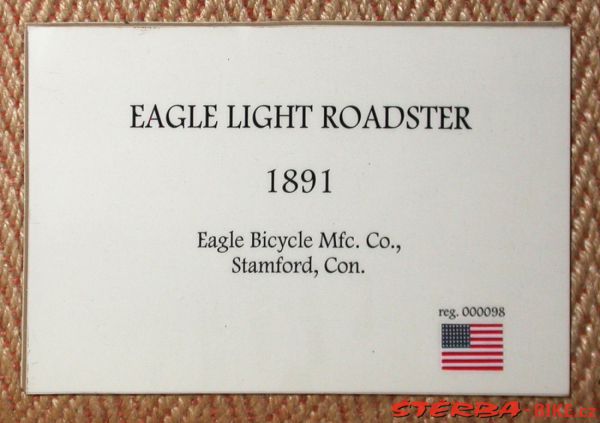 EAGLE LIGHT ROADSTER
1891
Eagle Bicycle Mfc. Co.,
Stamford, Con.
reg. 000098
STERBA-BIKE.cz